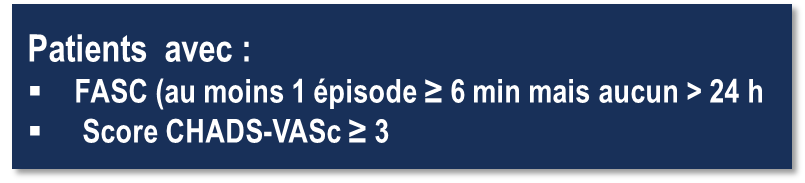 Patients avec :
▪ FASC (au moins 1 épisode ≥ 6 min mais aucun > 24 h
▪ Score CHADS-VASc ≥ 3